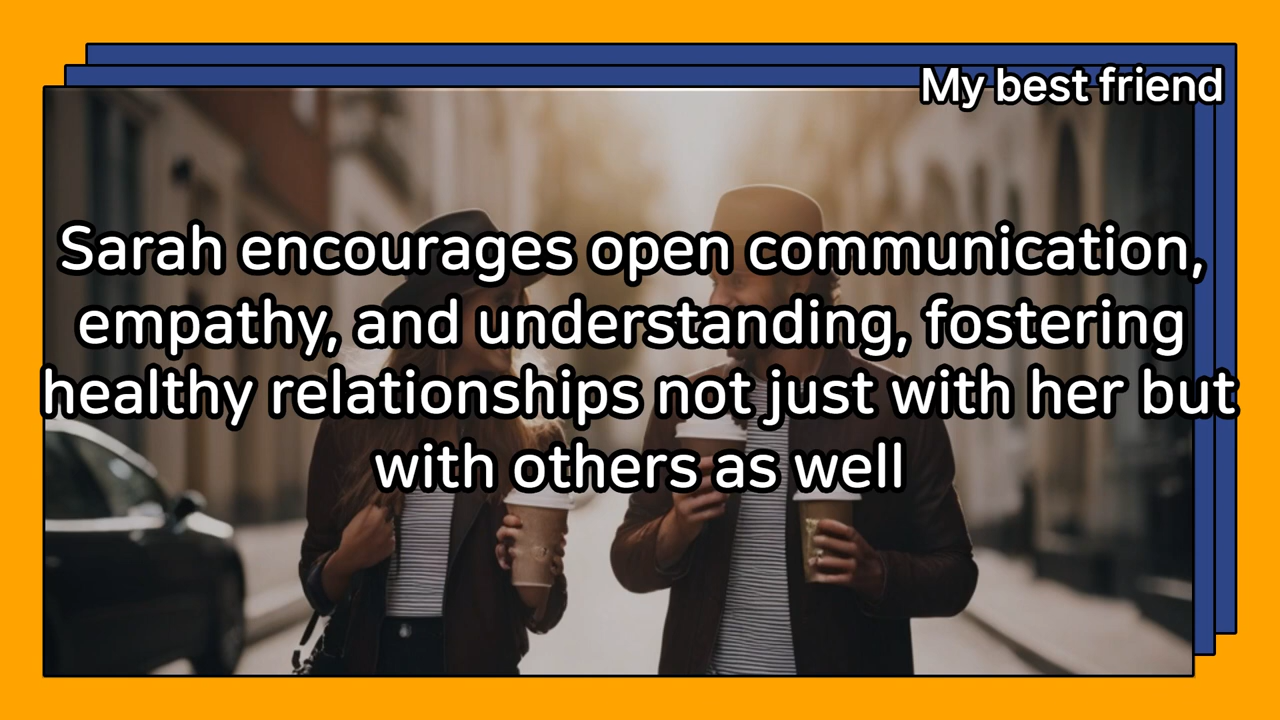 My best friend
Sarah encourages open communication,
empathy, and understanding, fostering
healthy relationships not just with her but
with others as well